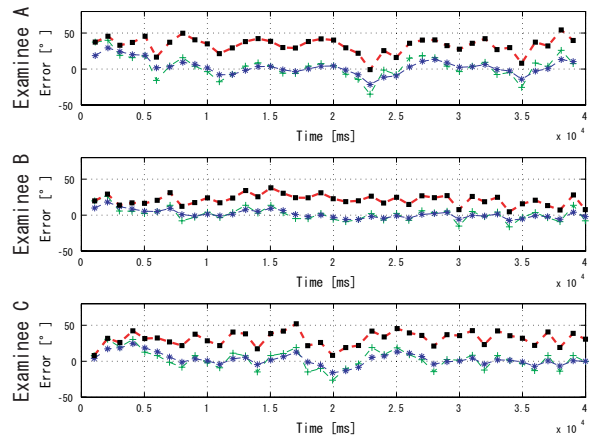 Examinee A
Error [°]
50
0
-50
0 0.5 1 1.5 2 2.5 3 3.5 4
Time [ms]
x 10^4
Examinee B
Error [°]
50
0
-50
0 0.5 1 1.5 2 2.5 3 3.5 4
Time [ms]
x 10^4
Examinee C
Error [°]
50
0
-50
0 0.5 1 1.5 2 2.5 3 3.5 4
Time [ms]
x 10^4